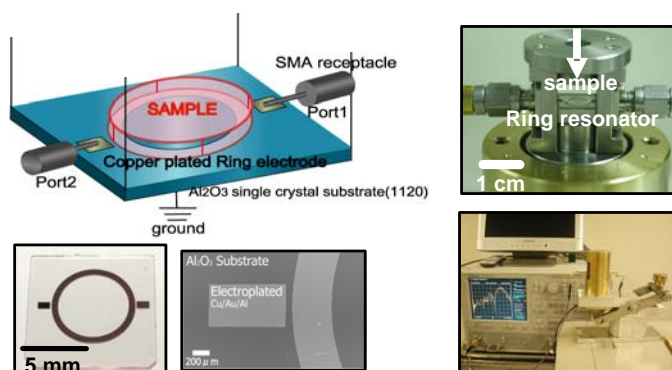 SMA receptacle
SAMPLE
Port1
Copper plated Ring electrode
Port2
Al2O3 single crystal substrate(1120)
ground
sample
Ring resonator
1 cm
5 mm
Al2O3 Substrate
Electroplated
Cu/Au/Al
200 μm